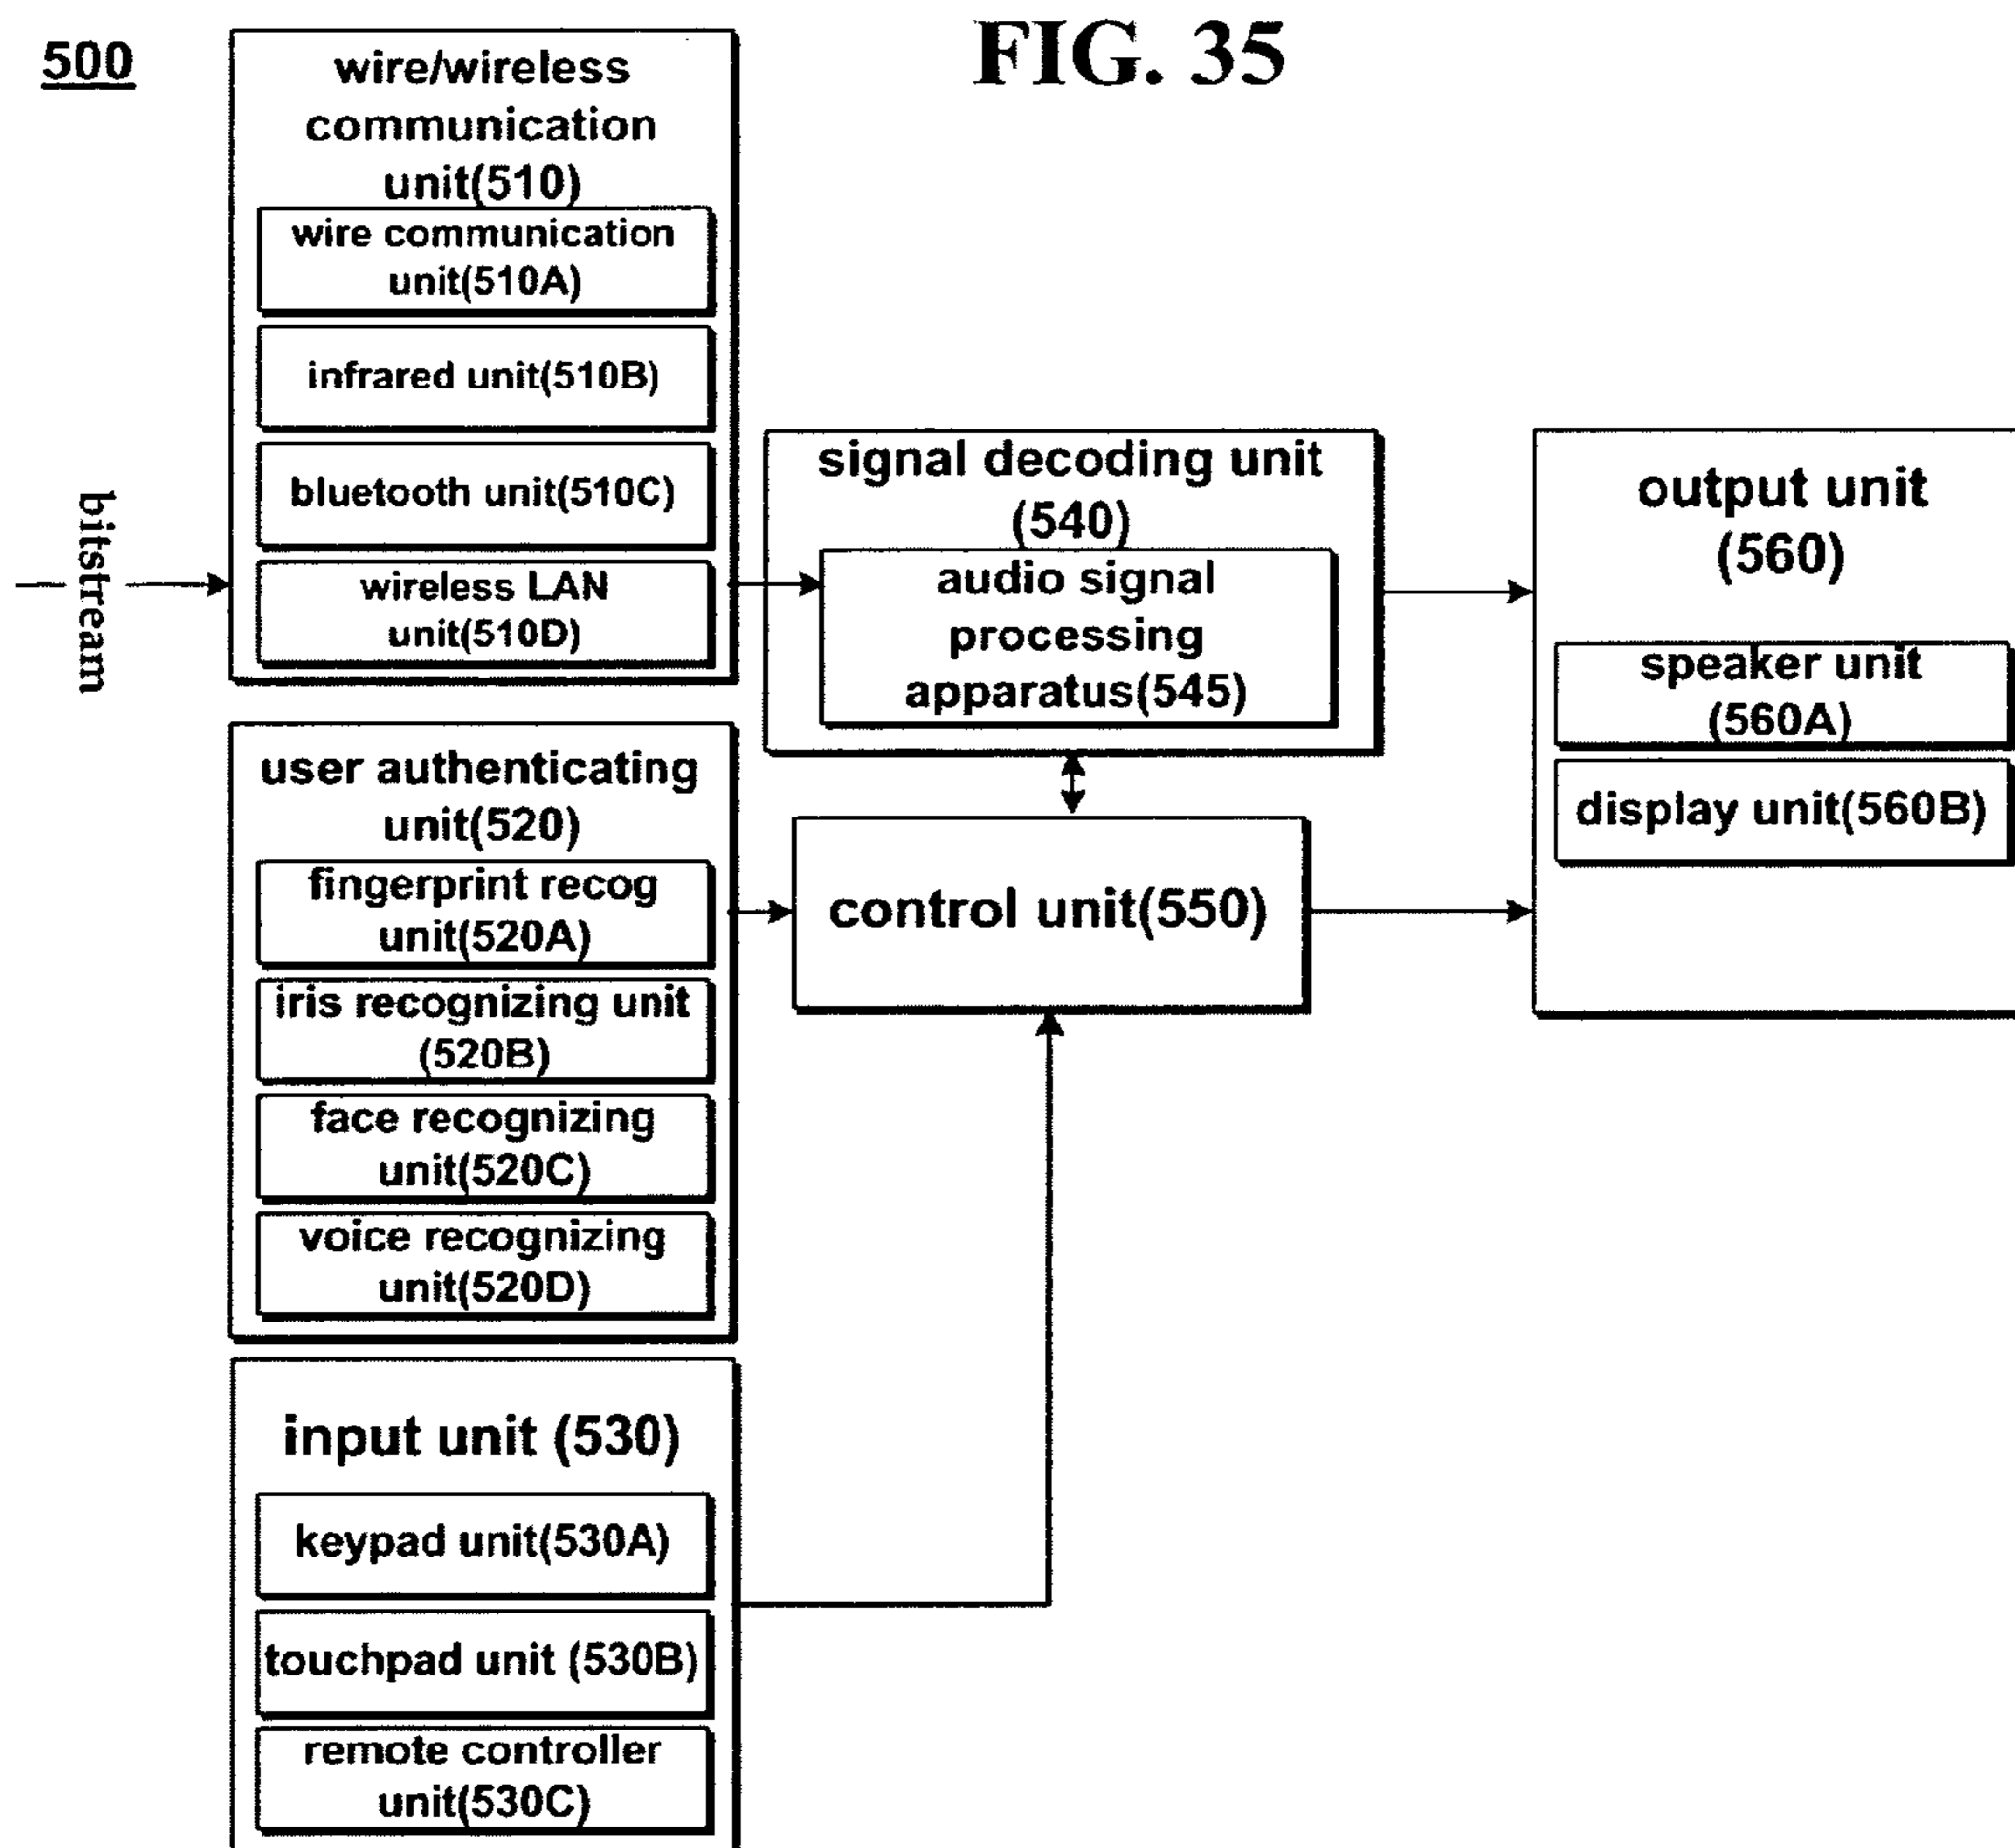 FIG. 35
500
wire/wireless
communication
unit(510)
wire communication
unit(510A)
infrared unit(510B)
bluetooth unit(510C)
wireless LAN
unit(510D)
bitstream
signal decoding unit
(540)
audio signal
processing
apparatus(545)
output unit
(560)
speaker unit
(560A)
display unit(560B)
user authenticating
unit(520)
fingerprint recog
unit(520A)
iris recognizing unit
(520B)
face recognizing
unit(520C)
voice recognizing
unit(520D)
control unit(550)
input unit (530)
keypad unit(530A)
touchpad unit (530B)
remote controller
unit(530C)